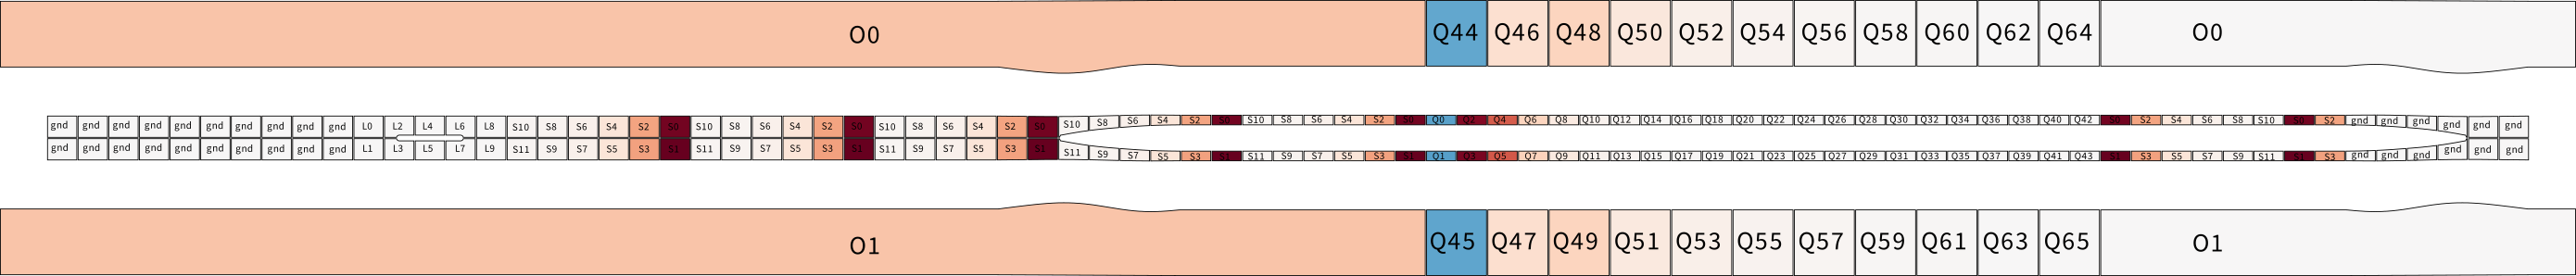 O0 Q44 Q46 Q48 Q50 Q52 Q54 Q56 Q58 Q60 Q62 Q64 O0
gnd gnd gnd gnd gnd gnd gnd gnd gnd gnd L0 L2 L4 L6 L8 S10 S8 S6 S4 S2 S0 S10 S8 S6 S4 S2 S0 S10 S8 S6 S4 S2 S0 S10 S8 S6 S4 S2 S0 S10 S8 S6 S4 S2 S0 Q0 Q2 Q4 Q6 Q8 Q10 Q12 Q14 Q16 Q18 Q20 Q22 Q24 Q26 Q28 Q30 Q32 Q34 Q36 Q38 Q40 Q42 S0 S2 S4 S6 S8 S10 S0 S2 gnd gnd gnd gnd gnd gnd
gnd gnd gnd gnd gnd gnd gnd gnd gnd gnd L1 L3 L5 L7 L9 S11 S9 S7 S5 S3 S1 S11 S9 S7 S5 S3 S1 S11 S9 S7 S5 S3 S1 S11 S9 S7 S5 S3 S1 S11 S9 S7 S5 S3 S1 Q1 Q3 Q5 Q7 Q9 Q11 Q13 Q15 Q17 Q19 Q21 Q23 Q25 Q27 Q29 Q31 Q33 Q35 Q37 Q39 Q41 Q43 S1 S3 S5 S7 S9 S11 S1 S3 gnd gnd gnd gnd gnd gnd
O1 Q45 Q47 Q49 Q51 Q53 Q55 Q57 Q59 Q61 Q63 Q65 O1